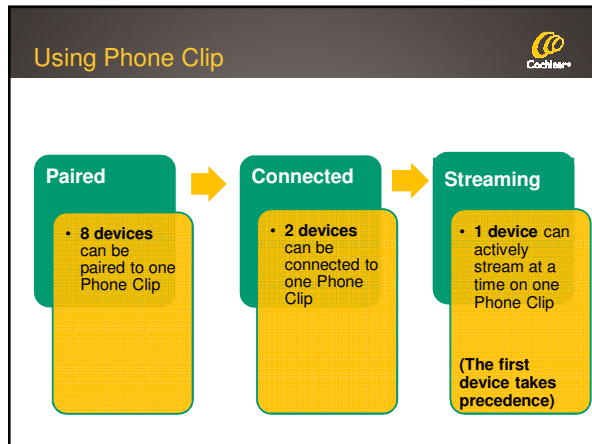 Using Phone Clip
Cochlear®
Paired
• 8 devices
can be
paired to one
Phone Clip
Connected
• 2 devices
can be
connected to
one Phone
Clip
Streaming
• 1 device can
actively
stream at a
time on one
Phone Clip
(The first
device takes
precedence)